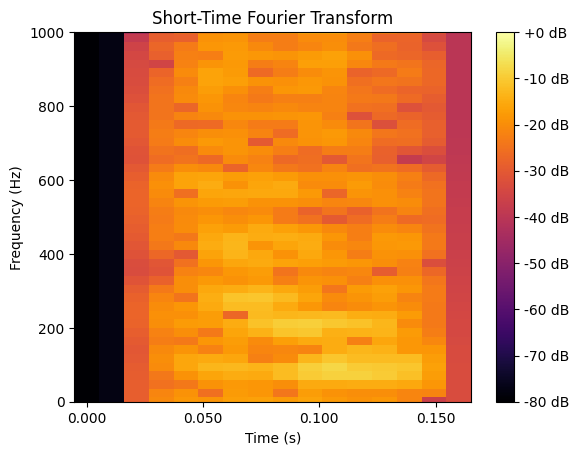 Short-Time Fourier Transform
1000
800
600
400
200
0
Frequency (Hz)
0.000
0.050
0.100
0.150
Time (s)
+0 dB
-10 dB
-20 dB
-30 dB
-40 dB
-50 dB
-60 dB
-70 dB
-80 dB